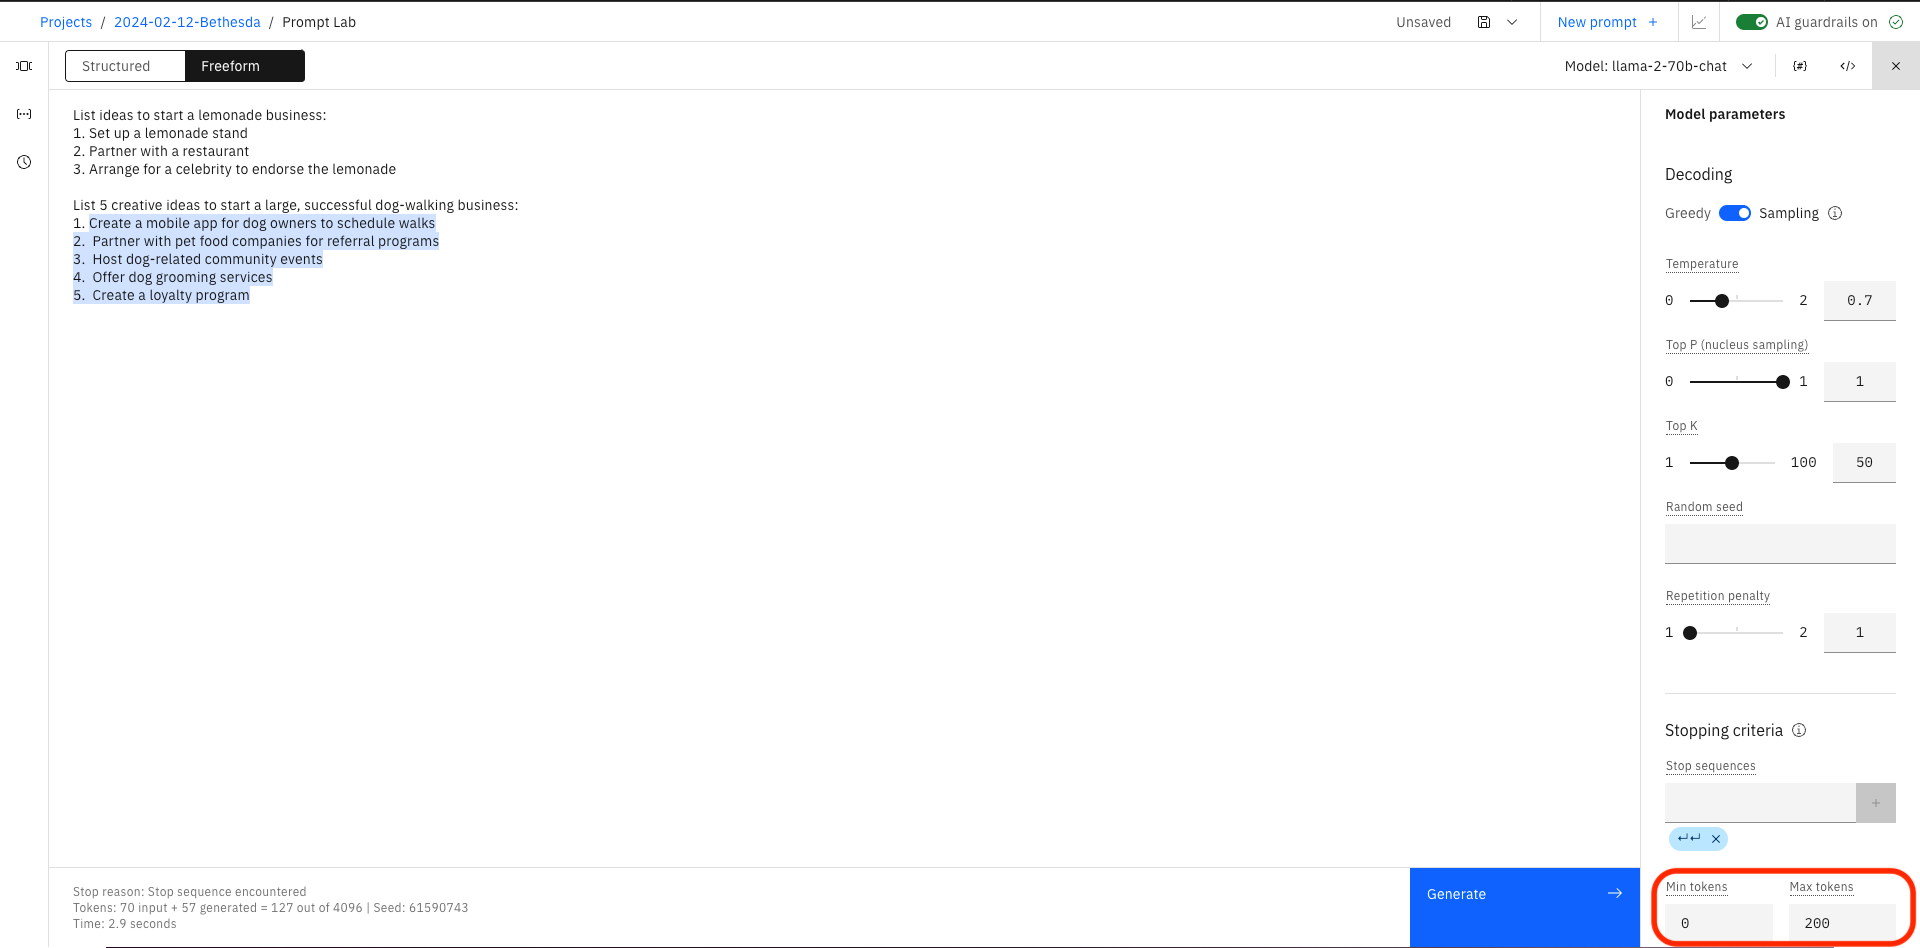 Projects / 2024-02-12-Bethesda / Prompt Lab
Unsaved
New prompt +
AI guardrails on
Structured
Freeform
Model: llama-2-70b-chat
{#}
</>
List ideas to start a lemonade business:
1. Set up a lemonade stand
2. Partner with a restaurant
3. Arrange for a celebrity to endorse the lemonade
List 5 creative ideas to start a large, successful dog-walking business:
1. Create a mobile app for dog owners to schedule walks
2. Partner with pet food companies for referral programs
3. Host dog-related community events
4. Offer dog grooming services
5. Create a loyalty program
Stop reason: Stop sequence encountered
Tokens: 70 input + 57 generated = 127 out of 4096 | Seed: 61590743
Time: 2.9 seconds
Generate
Model parameters
Decoding
Greedy Sampling
Temperature
0 2 0.7
Top P (nucleus sampling)
0 1 1
Top K
1 100 50
Random seed
Repetition penalty
1 2 1
Stopping criteria
Stop sequences
+
↵↵ ×
Min tokens Max tokens
0 200